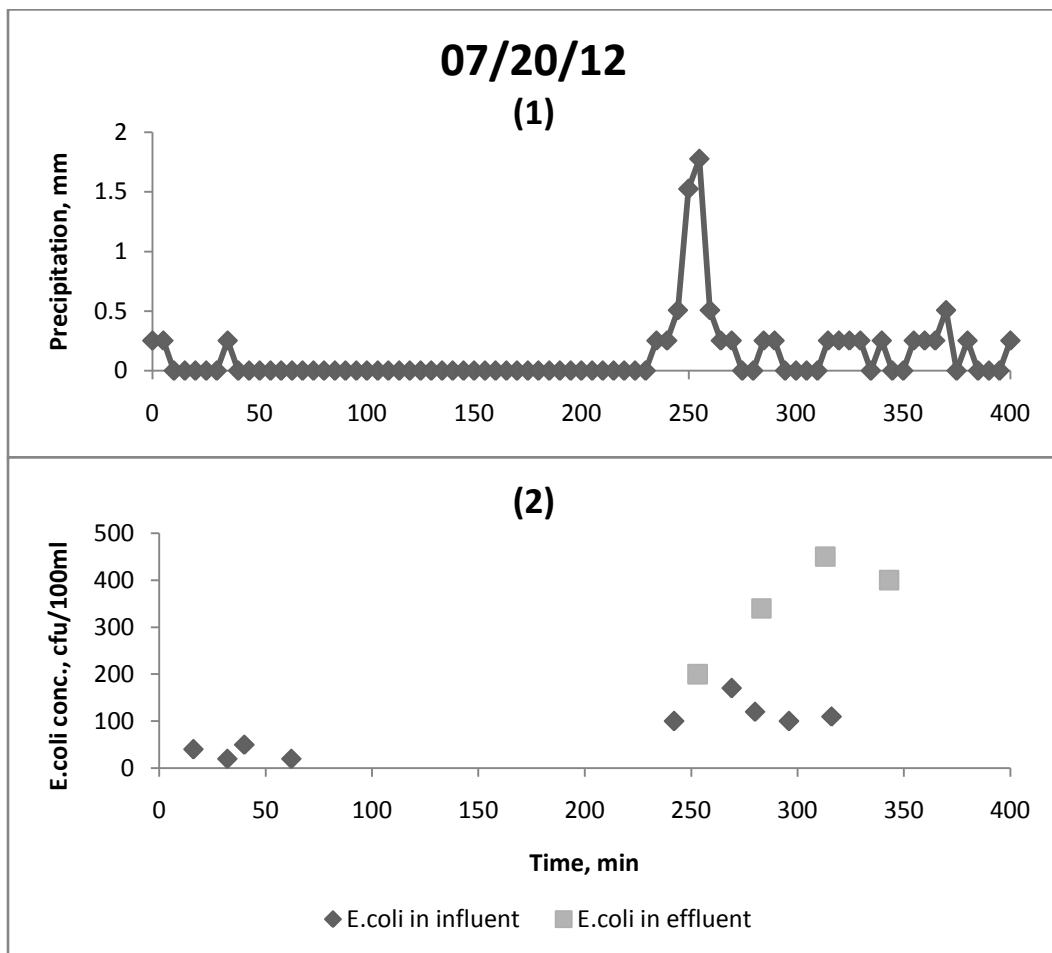 07/20/12
(1)
Precipitation, mm
2
1.5
1
0.5
0
0 50 100 150 200 250 300 350 400
(2)
E.coli conc., cfu/100ml
500
400
300
200
100
0
0 50 100 150 200 250 300 350 400
Time, min
E.coli in influent E.coli in effluent